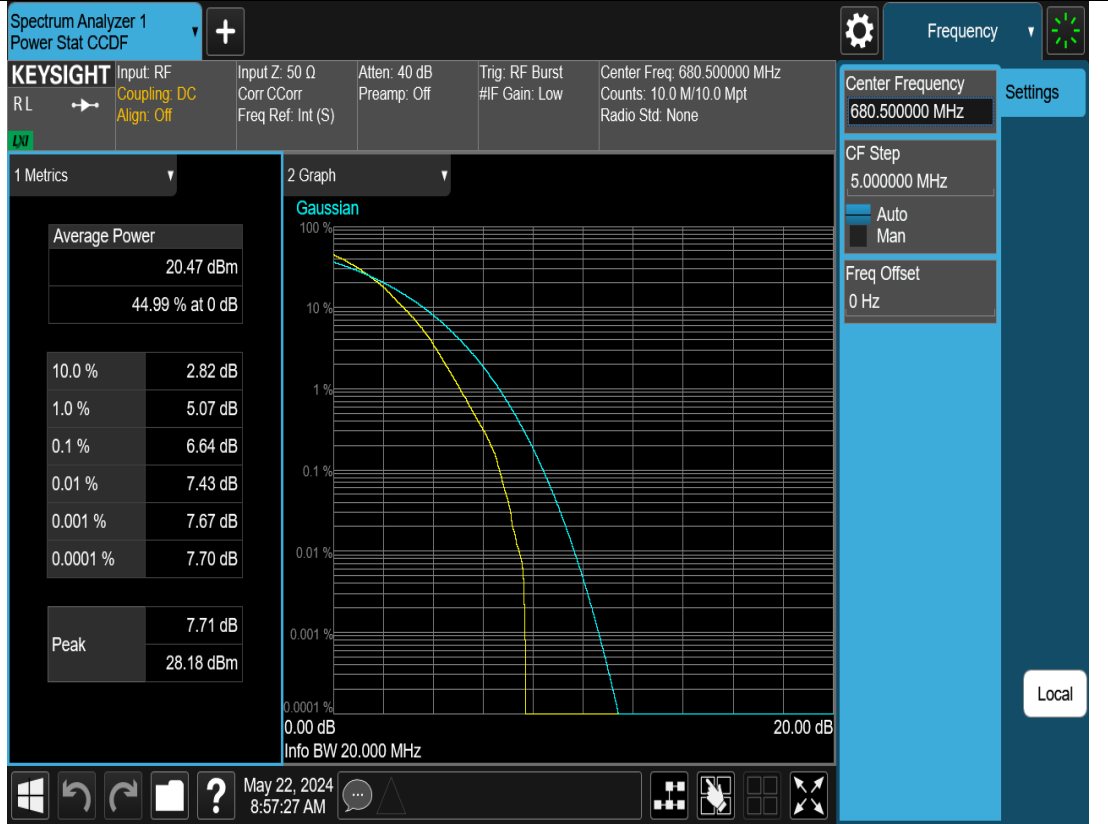 Spectrum Analyzer 1
Power Stat CCDF
+
Frequency
KEYSIGHT
R L
LXI
Input: RF
Coupling: DC
Align: Off
Input Z: 50 Ω
Corr CCorr
Freq Ref: Int (S)
Atten: 40 dB
Preamp: Off
Trig: RF Burst
#IF Gain: Low
Center Freq: 680.500000 MHz
Counts: 10.0 M/10.0 Mpt
Radio Std: None
Center Frequency
680.500000 MHz
Settings
CF Step
5.000000 MHz
Auto
Man
Freq Offset
0 Hz
Local
1 Metrics
Average Power
20.47 dBm
44.99 % at 0 dB
10.0 % 2.82 dB
1.0 % 5.07 dB
0.1 % 6.64 dB
0.01 % 7.43 dB
0.001 % 7.67 dB
0.0001 % 7.70 dB
Peak
7.71 dB
28.18 dBm
2 Graph
Gaussian
100 %
10 %
1 %
0.1 %
0.01 %
0.001 %
0.0001 %
0.00 dB 20.00 dB
Info BW 20.000 MHz
?
May 22, 2024
8:57:27 AM